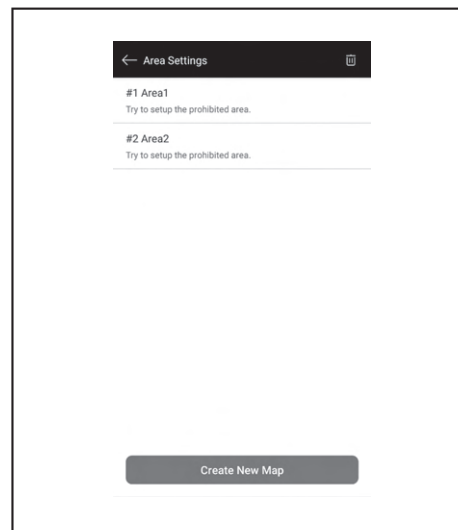 Area Settings
#1 Area1
Try to setup the prohibited area.
#2 Area2
Try to setup the prohibited area.
Create New Map